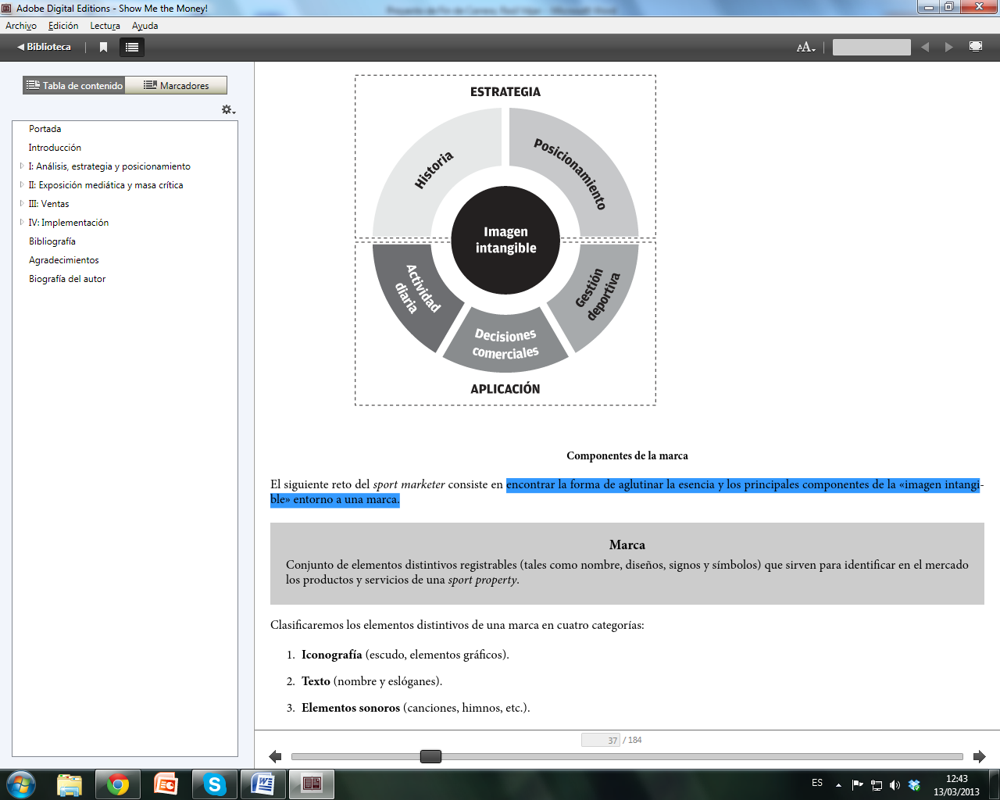 Adobe Digital Editions - Show Me the Money!
Archivo Edición Lectura Ayuda
Biblioteca
AA
Tabla de contenido
Marcadores
Portada
Introducción
I: Análisis, estrategia y posicionamiento
II: Exposición mediática y masa crítica
III: Ventas
IV: Implementación
Bibliografía
Agradecimientos
Biografía del autor
ESTRATEGIA
Historia
Posicionamiento
Imagen
intangible
Actividad
diaria
Decisiones
comerciales
Gestión
deportiva
APLICACIÓN
Componentes de la marca
El siguiente reto del sport marketer consiste en encontrar la forma de aglutinar la esencia y los principales componentes de la «imagen intangi-
ble» entorno a una marca.
Marca
Conjunto de elementos distintivos registrables (tales como nombre, diseños, signos y símbolos) que sirven para identificar en el mercado
los productos y servicios de una sport property.
Clasificaremos los elementos distintivos de una marca en cuatro categorías:
1. Iconografía (escudo, elementos gráficos).
2. Texto (nombre y eslóganes).
3. Elementos sonoros (canciones, himnos, etc.).
37 / 184
ES
12:43
13/03/2013